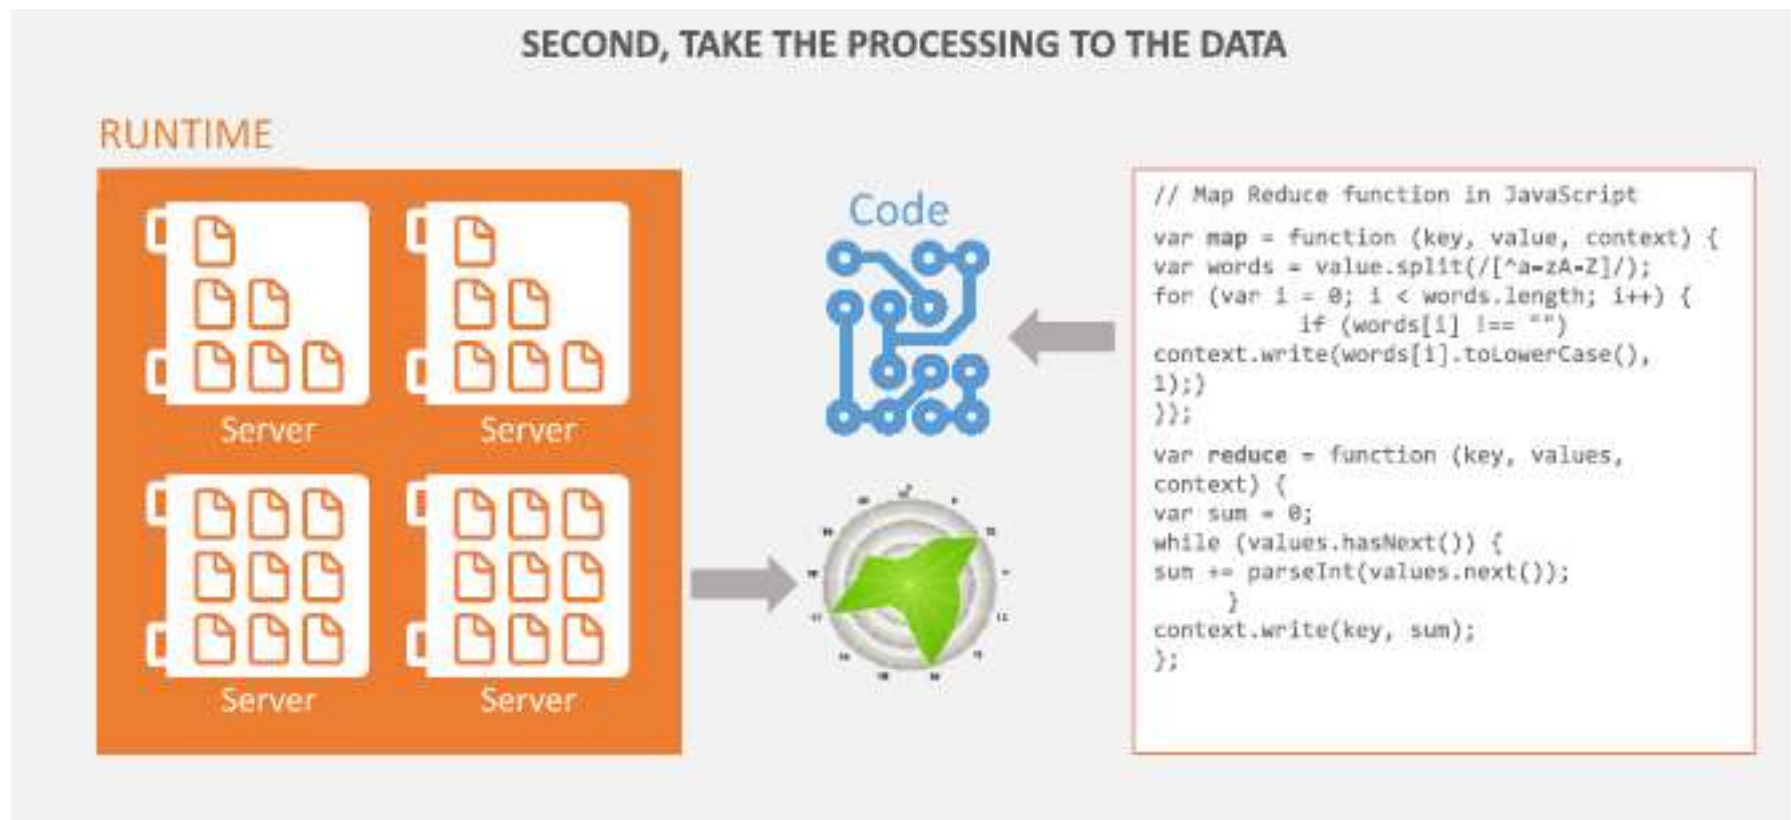 SECOND, TAKE THE PROCESSING TO THE DATA
RUNTIME
Server
Server
Server
Server
Code
// Map Reduce function in JavaScript
var map = function (key, value, context) {
var words = value.split(/[^a-zA-Z]/);
for (var i = 0; i < words.length; i++) {
if (words[i] !== "")
context.write(words[i].toLowerCase(),
1);}
}};
var reduce = function (key, values,
context) {
var sum = 0;
while (values.hasNext()) {
sum += parseInt(values.next());
}
context.write(key, sum);
};